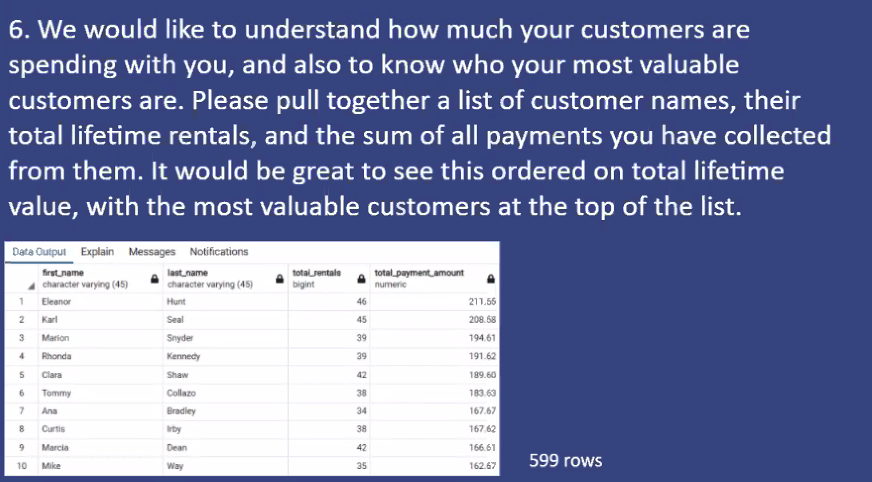 6. We would like to understand how much your customers are
spending with you, and also to know who your most valuable
customers are. Please pull together a list of customer names, their
total lifetime rentals, and the sum of all payments you have collected
from them. It would be great to see this ordered on total lifetime
value, with the most valuable customers at the top of the list.
Data Output Explain Messages Notifications
first_name last_name total_rentals total_payment_amount
character varying (45) character varying (45) bigint numeric
1 Eleanor Hunt 46 211.55
2 Karl Seal 45 208.58
3 Marion Snyder 39 194.61
4 Rhonda Kennedy 39 191.62
5 Clara Shaw 42 189.60
6 Tommy Collazo 38 183.63
7 Ana Bradley 34 167.67
8 Curtis Irby 38 167.62
9 Marcia Dean 42 166.61
10 Mike Way 35 162.67
599 rows